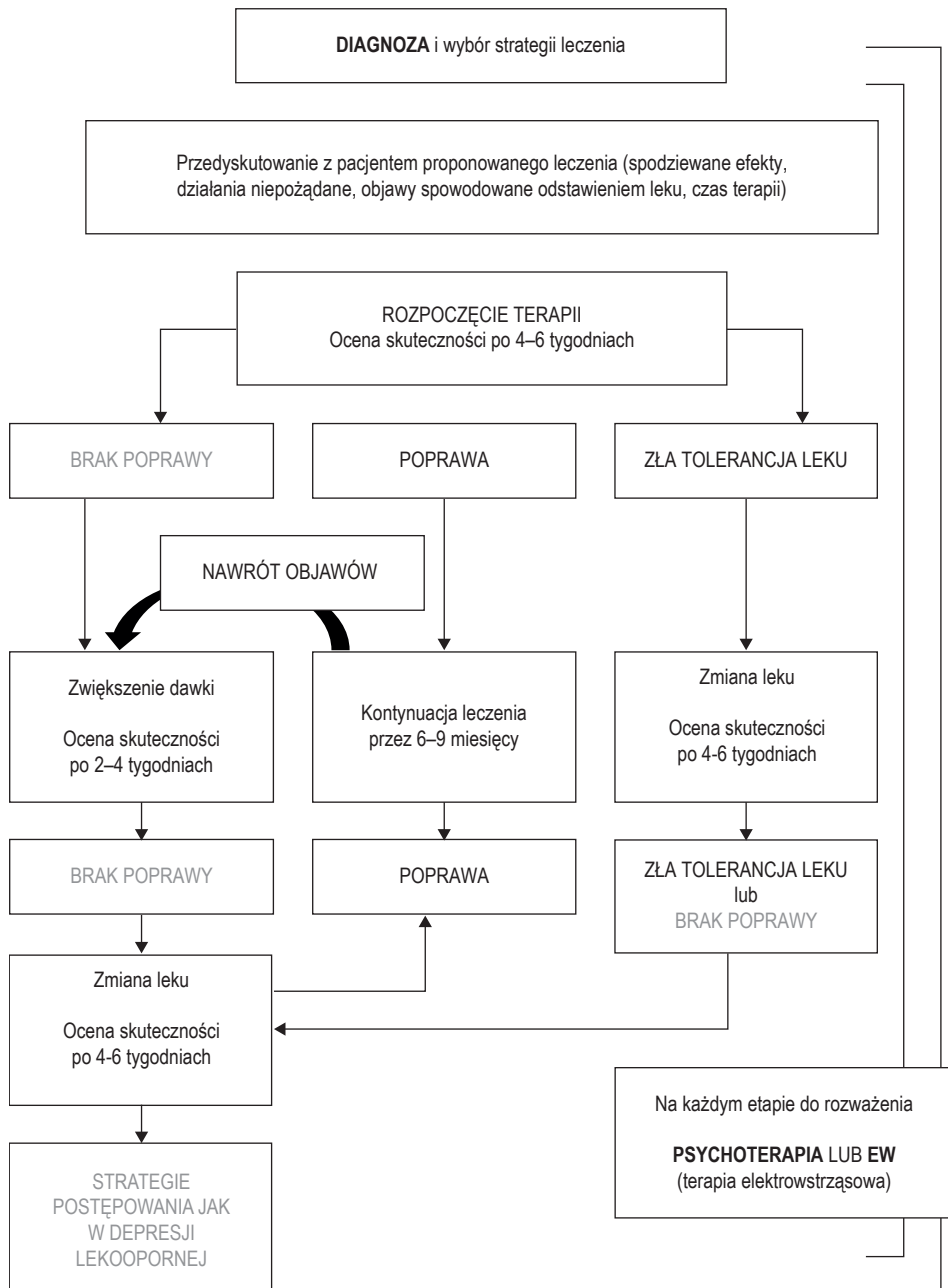 DIAGNOZA i wybór strategii leczenia
Przedyskutowanie z pacjentem proponowanego leczenia (spodziewane efekty,
działania niepożądane, objawy spowodowane odstawieniem leku, czas terapii)
ROZPOCZĘCIE TERAPII
Ocena skuteczności po 4–6 tygodniach
BRAK POPRAWY
POPRAWA
ZŁA TOLERANCJA LEKU
NAWRÓT OBJAWÓW
Zwiększenie dawki
Ocena skuteczności
po 2–4 tygodniach
Kontynuacja leczenia
przez 6–9 miesięcy
Zmiana leku
Ocena skuteczności
po 4-6 tygodniach
BRAK POPRAWY
POPRAWA
ZŁA TOLERANCJA LEKU
lub
BRAK POPRAWY
Zmiana leku
Ocena skuteczności
po 4-6 tygodniach
Na każdym etapie do rozważenia
PSYCHOTERAPIA LUB EW
(terapia elektrowstrząsowa)
STRATEGIE
POSTĘPOWANIA JAK
W DEPRESJI
LEKOOPORNEJ